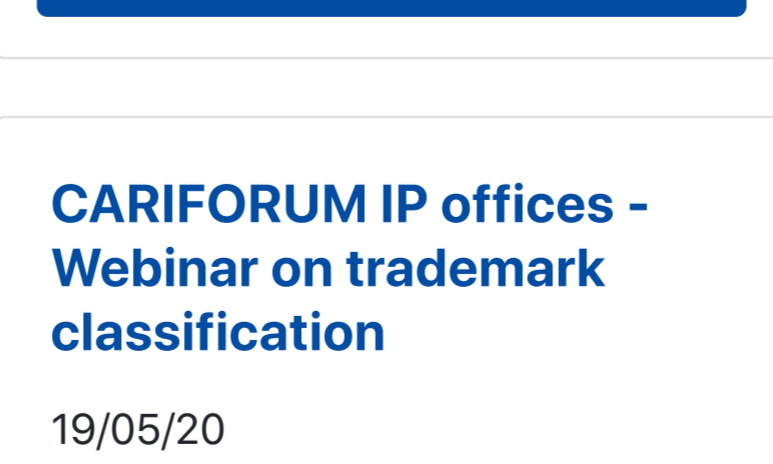 CARIFORUM IP offices -
Webinar on trademark
classification
19/05/20